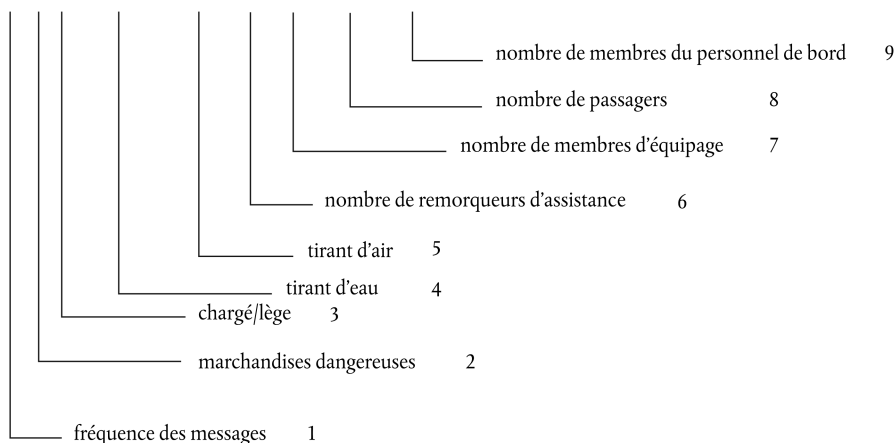 nombre de membres du personnel de bord 9
nombre de passagers 8
nombre de membres d'équipage 7
nombre de remorqueurs d'assistance 6
tirant d'air 5
tirant d'eau 4
chargé/lège 3
marchandises dangereuses 2
fréquence des messages 1